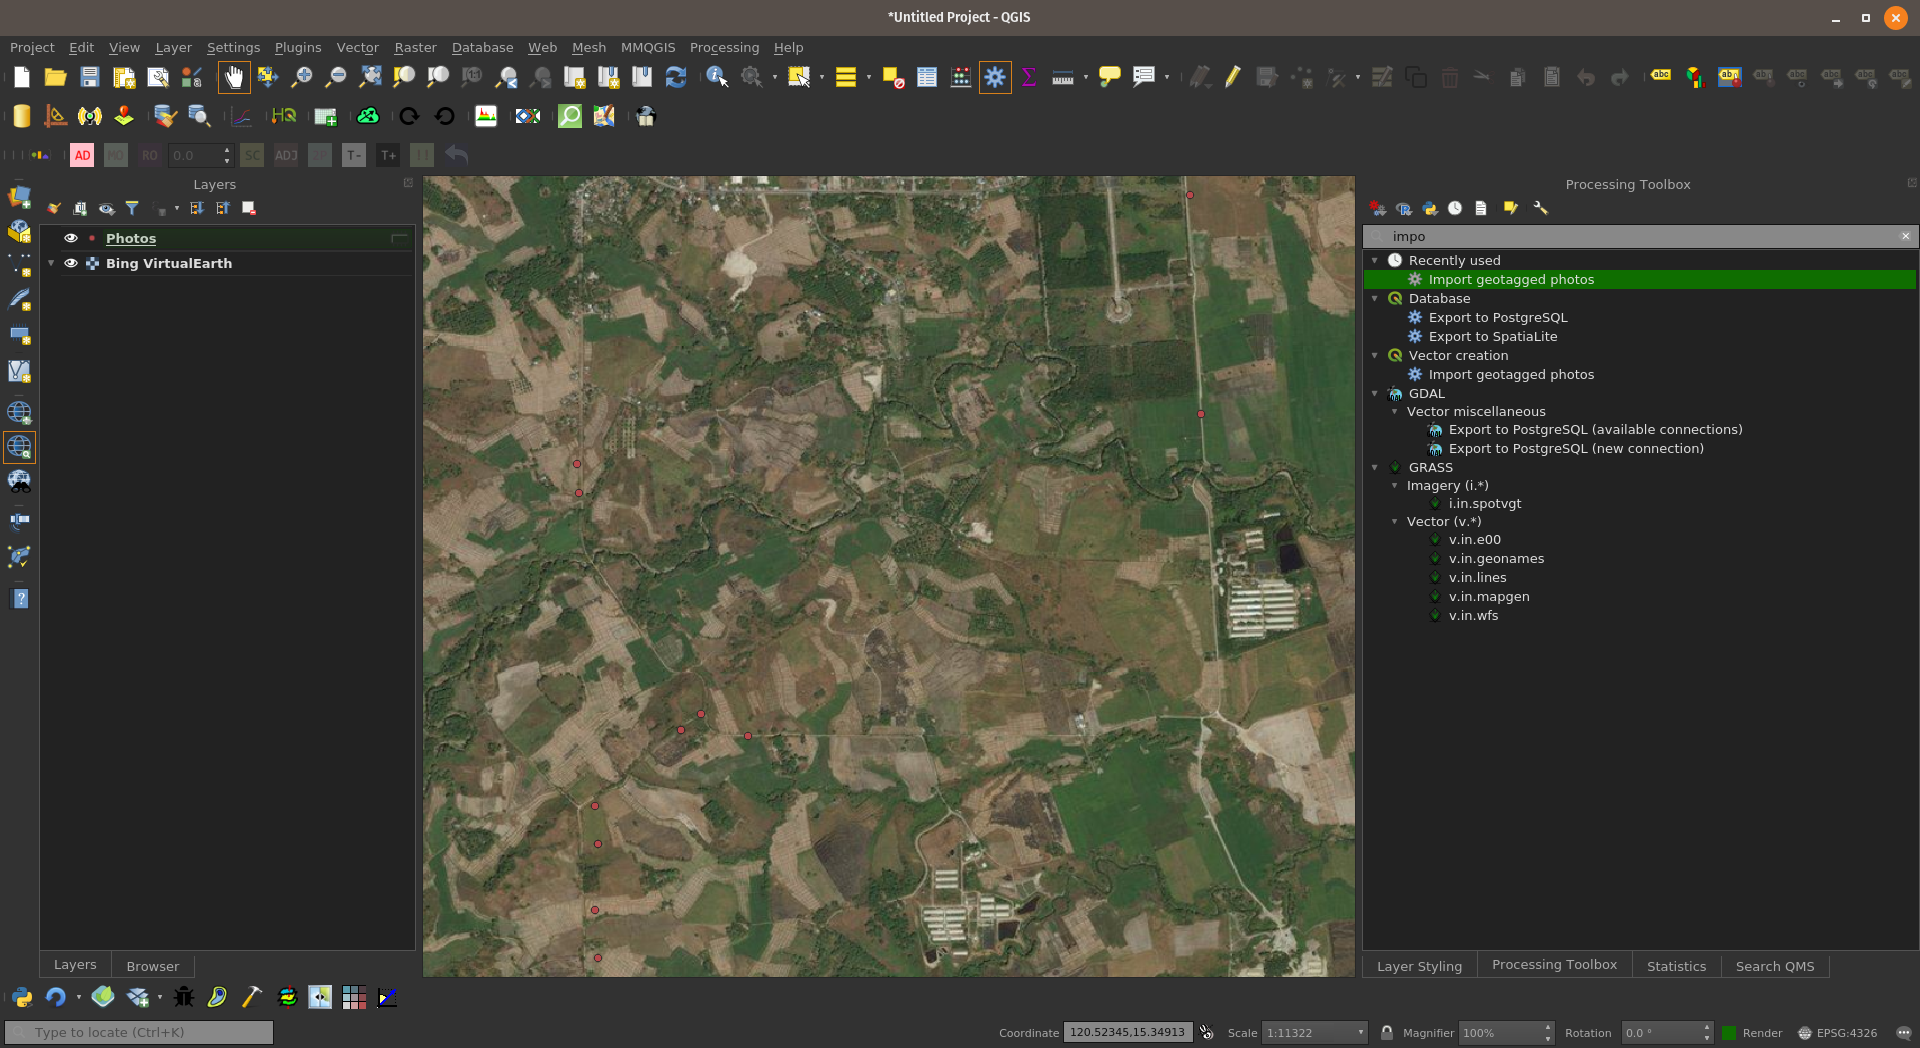 *Untitled Project - QGIS
Project Edit View Layer Settings Plugins Vector Raster Database Web Mesh MMQGIS Processing Help
AD MO RO 0.0 SC ADJ T- T+
Layers
Photos
Bing VirtualEarth
Layers Browser
Processing Toolbox
impo
Recently used
Import geotagged photos
Database
Export to PostgreSQL
Export to SpatiaLite
Vector creation
Import geotagged photos
GDAL
Vector miscellaneous
Export to PostgreSQL (available connections)
Export to PostgreSQL (new connection)
GRASS
Imagery (i.*)
i.in.spotvgt
Vector (v.*)
v.in.e00
v.in.geonames
v.in.lines
v.in.mapgen
v.in.wfs
Layer Styling Processing Toolbox Statistics Search QMS
Type to locate (Ctrl+K) Coordinate 120.52345,15.34913 Scale 1:11322 Magnifier 100% Rotation 0.0 ° Render EPSG:4326